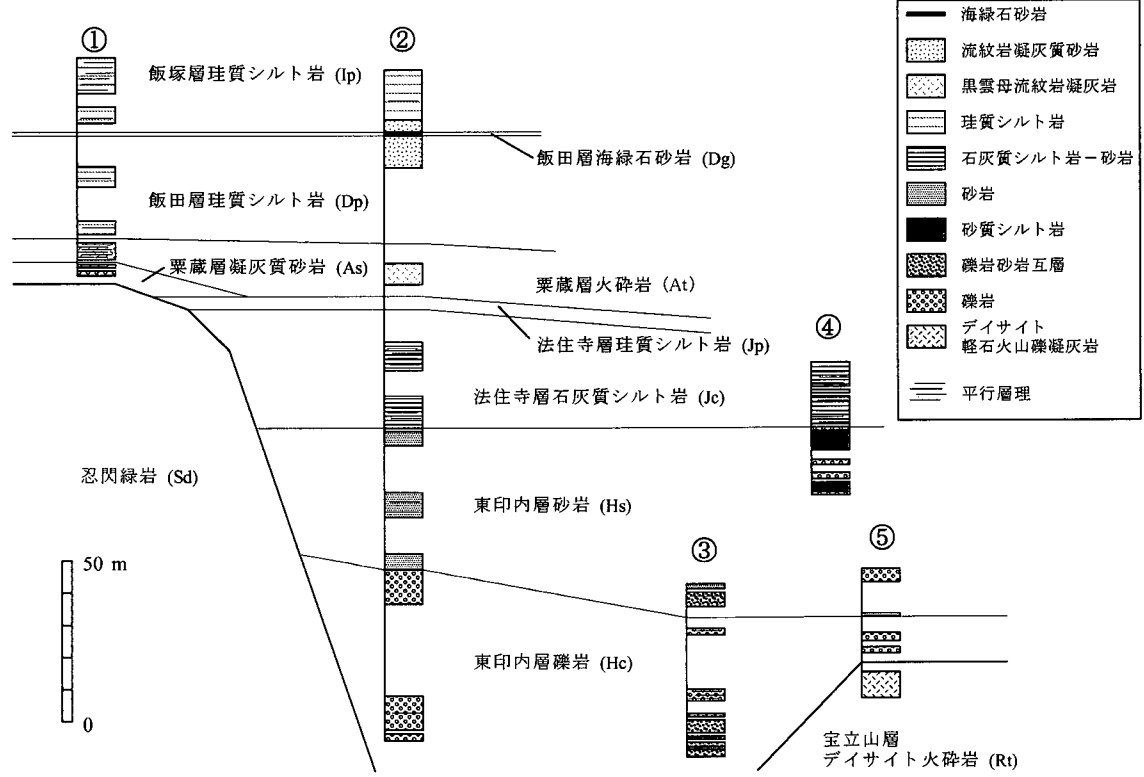 ①
②
飯塚層珪質シルト岩 (Ip)
飯田層海緑石砂岩 (Dg)
飯田層珪質シルト岩 (Dp)
粟蔵層凝灰質砂岩 (As)
粟蔵層火砕岩 (At)
法住寺層珪質シルト岩 (Jp)
④
法住寺層石灰質シルト岩 (Jc)
忍閃緑岩 (Sd)
東印内層砂岩 (Hs)
③
⑤
50 m
0
東印内層礫岩 (Hc)
宝立山層
デイサイト火砕岩 (Rt)
海緑石砂岩
流紋岩凝灰質砂岩
黒雲母流紋岩凝灰岩
珪質シルト岩
石灰質シルト岩－砂岩
砂岩
砂質シルト岩
礫岩砂岩互層
礫岩
デイサイト
軽石火山礫凝灰岩
平行層理